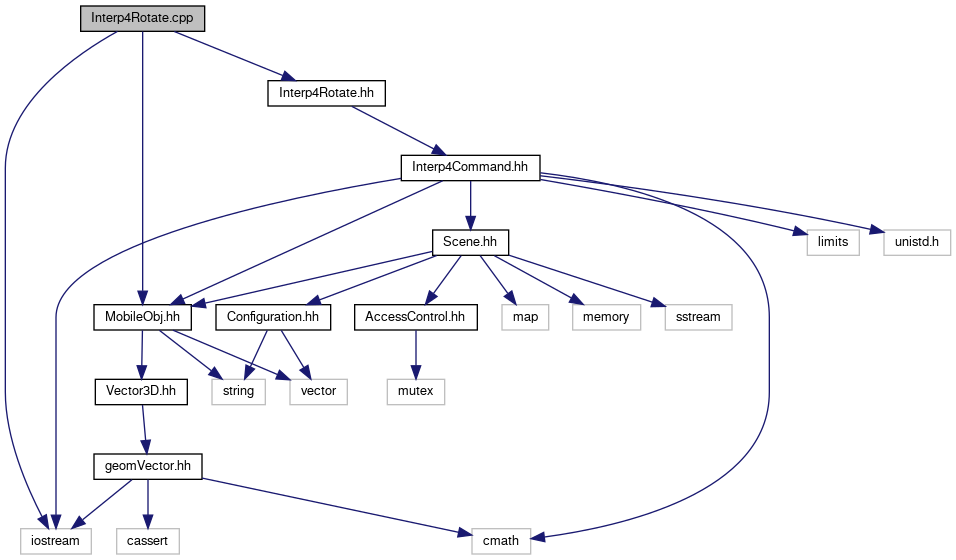 Interp4Rotate.cpp
Interp4Rotate.hh
Interp4Command.hh
Scene.hh
limits
unistd.h
MobileObj.hh
Configuration.hh
AccessControl.hh
map
memory
sstream
Vector3D.hh
string
vector
mutex
geomVector.hh
iostream
cassert
cmath